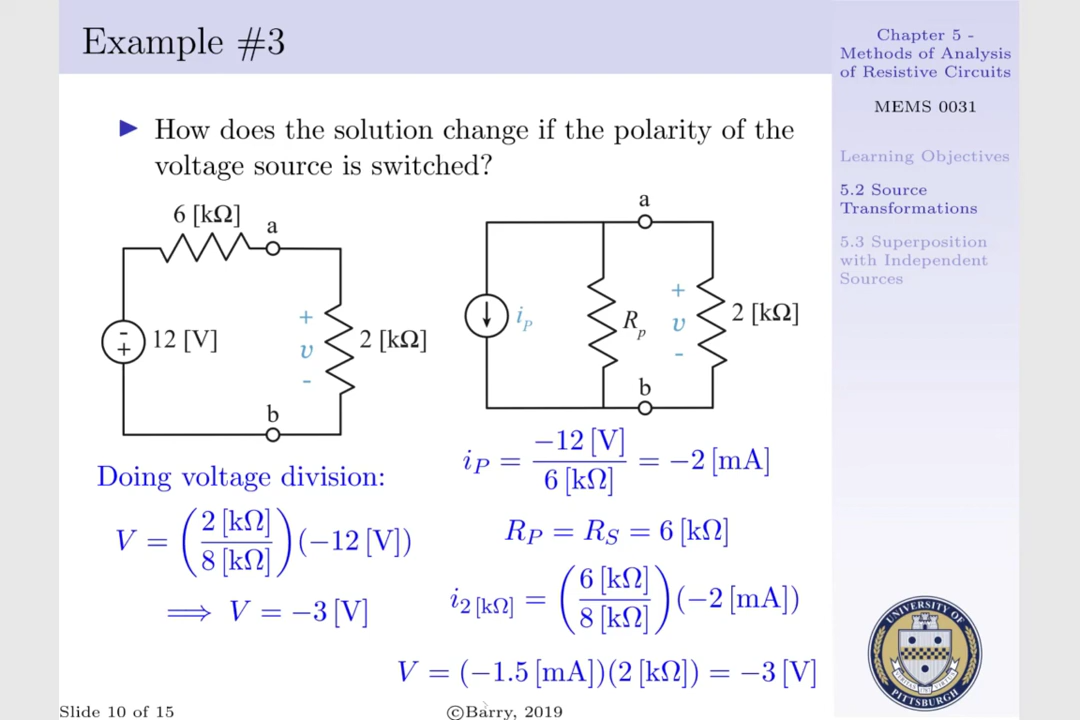 Example #3
▶ How does the solution change if the polarity of the
voltage source is switched?
6 [kΩ]
a
-
+
12 [V]
+
v
-
2 [kΩ]
b
a
i_p
R_p
+
v
-
2 [kΩ]
b
Doing voltage division:
V = (2 [kΩ] / 8 [kΩ]) (−12 [V])
⟹ V = −3 [V]
i_P = −12 [V] / 6 [kΩ] = −2 [mA]
R_P = R_S = 6 [kΩ]
i_2 [kΩ] = (6 [kΩ] / 8 [kΩ]) (−2 [mA])
V = (−1.5 [mA])(2 [kΩ]) = −3 [V]
Slide 10 of 15
©Barry, 2019
Chapter 5 -
Methods of Analysis
of Resistive Circuits
MEMS 0031
Learning Objectives
5.2 Source
Transformations
5.3 Superposition
with Independent
Sources
UNIVERSITY OF
PITTSBURGH